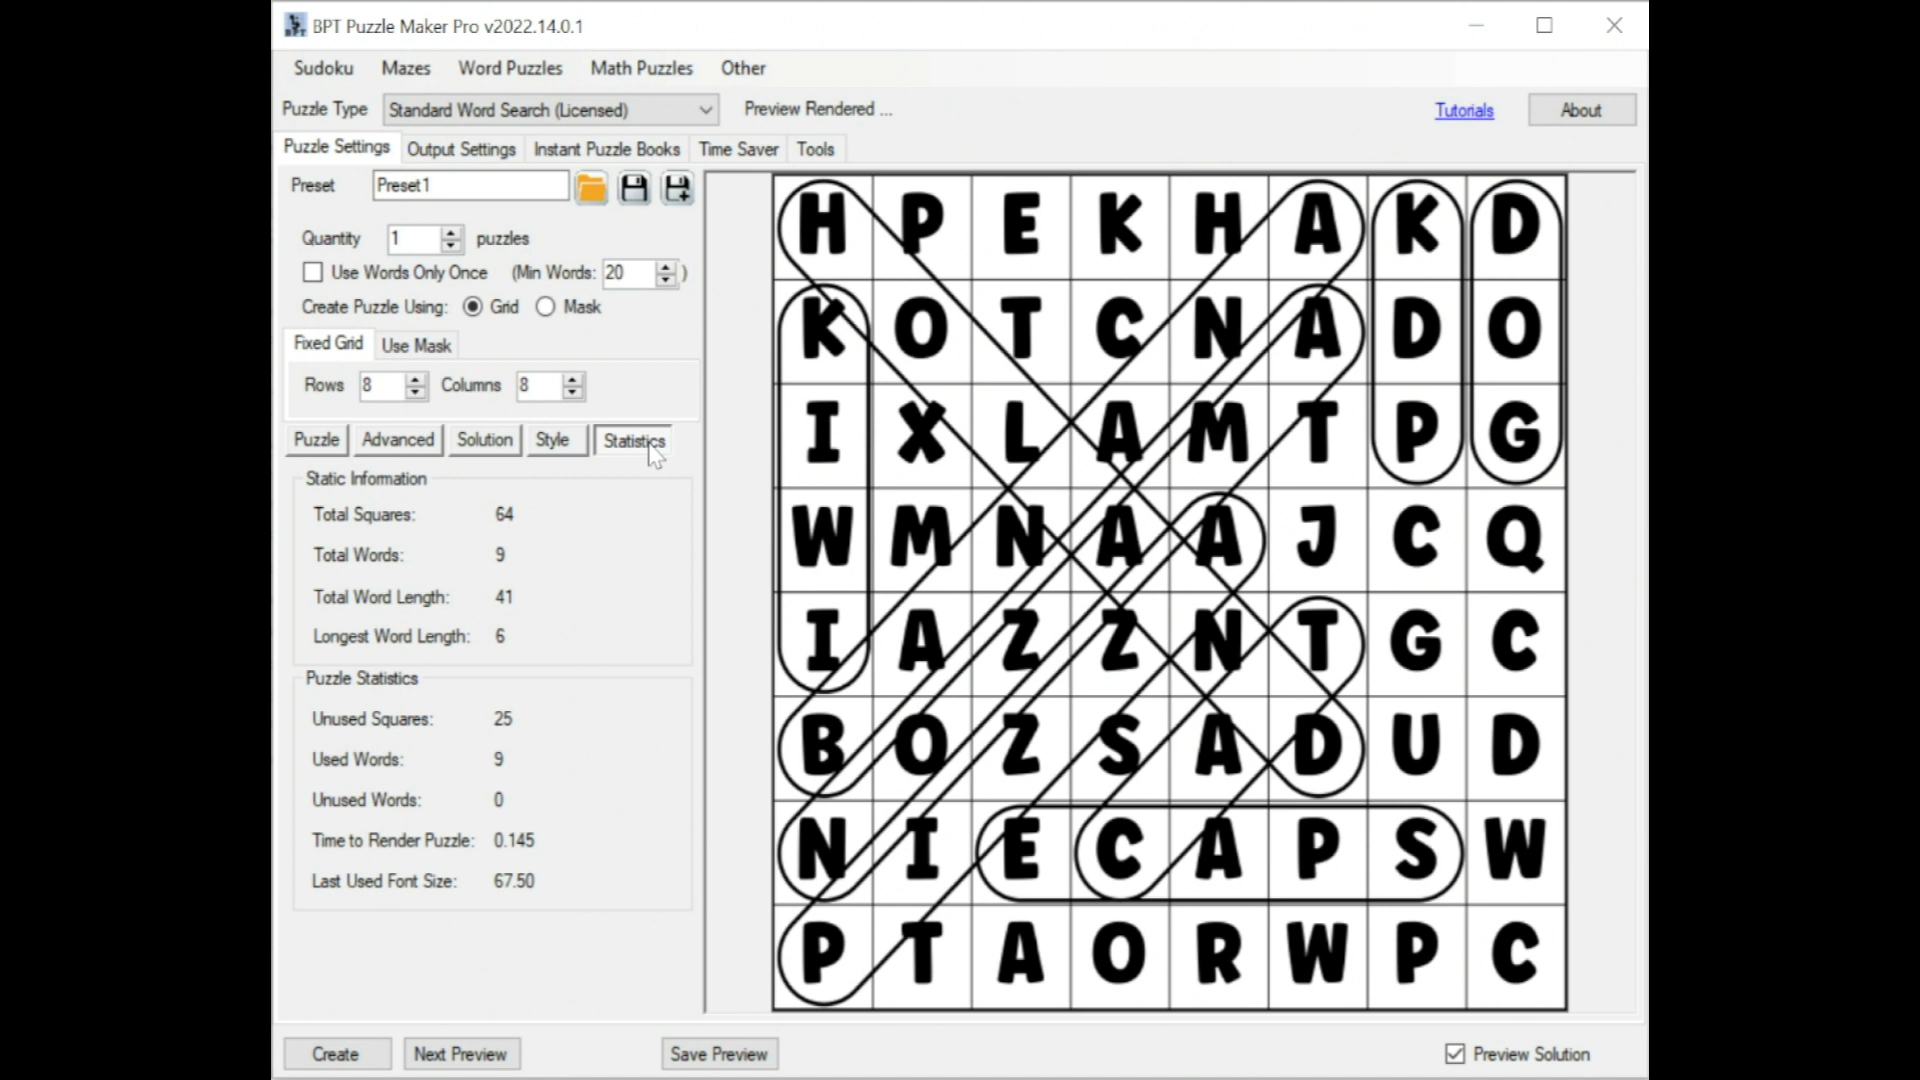 BPT Puzzle Maker Pro v2022.14.0.1
Sudoku Mazes Word Puzzles Math Puzzles Other
Puzzle Type Standard Word Search (Licensed) Preview Rendered ... Tutorials About
Puzzle Settings Output Settings Instant Puzzle Books Time Saver Tools
Preset Preset1
Quantity 1 puzzles
Use Words Only Once (Min Words: 20 )
Create Puzzle Using: Grid Mask
Fixed Grid Use Mask
Rows 8 Columns 8
Puzzle Advanced Solution Style Statistics
Static Information
Total Squares: 64
Total Words: 9
Total Word Length: 41
Longest Word Length: 6
Puzzle Statistics
Unused Squares: 25
Used Words: 9
Unused Words: 0
Time to Render Puzzle: 0.145
Last Used Font Size: 67.50
H P E K H A K D
K O T C N A D O
I X L A M T P G
W M N A A J C Q
I A Z Z N T G C
B O Z S A D U D
N I E C A P S W
P T A O R W P C
Create Next Preview Save Preview Preview Solution